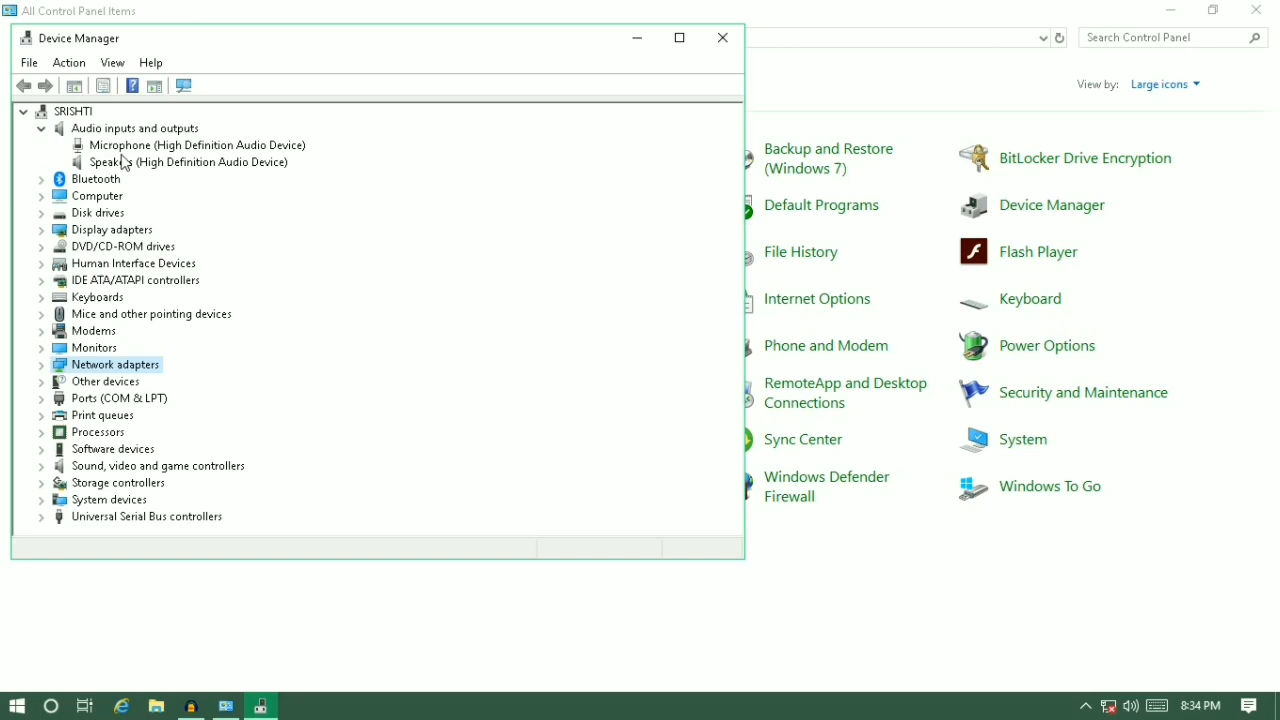 All Control Panel Items
Device Manager
File Action View Help
Search Control Panel
View by: Large icons
SRISHTI
Audio inputs and outputs
Microphone (High Definition Audio Device)
(High Definition Audio Device)
Bluetooth
Computer
Disk drives
Display adapters
DVD/CD-ROM drives
Human Interface Devices
IDE ATA/ATAPI controllers
Keyboards
Mice and other pointing devices
Modems
Monitors
Network adapters
Other devices
Ports (COM & LPT)
Print queues
Processors
Software devices
Sound, video and game controllers
Storage controllers
System devices
Universal Serial Bus controllers
Backup and Restore
(Windows 7)
BitLocker Drive Encryption
Default Programs
Device Manager
File History
Flash Player
Internet Options
Keyboard
Phone and Modem
Power Options
RemoteApp and Desktop
Connections
Security and Maintenance
Sync Center
System
Windows Defender
Firewall
Windows To Go
8:34 PM